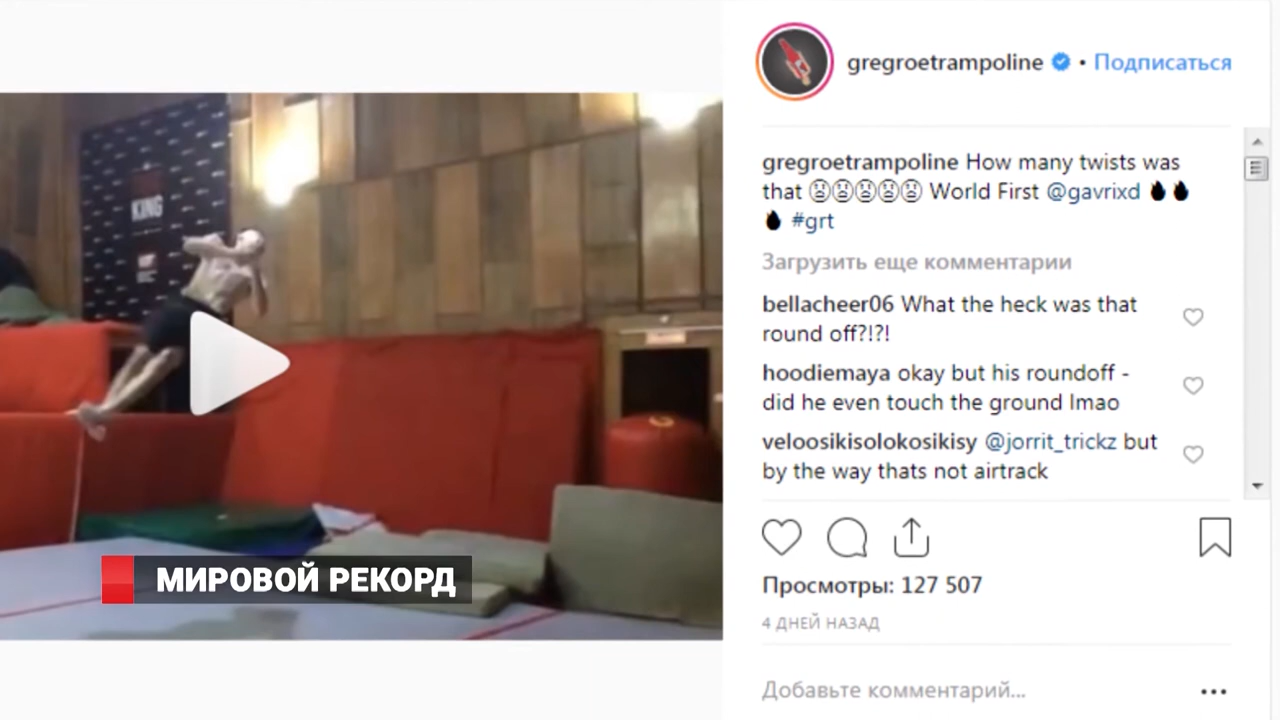 KING
МИРОВОЙ РЕКОРД
gregroetrampoline • Подписаться
gregroetrampoline How many twists was
that 😧😧😧😧😧 World First @gavrixd 🔥🔥
🔥 #grt
Загрузить еще комментарии
bellacheer06 What the heck was that
round off?!?!
hoodiemaya okay but his roundoff -
did he even touch the ground lmao
veloosikisolokosikisy @jorrit_trickz but
by the way thats not airtrack
Просмотры: 127 507
4 ДНЕЙ НАЗАД
Добавьте комментарий...